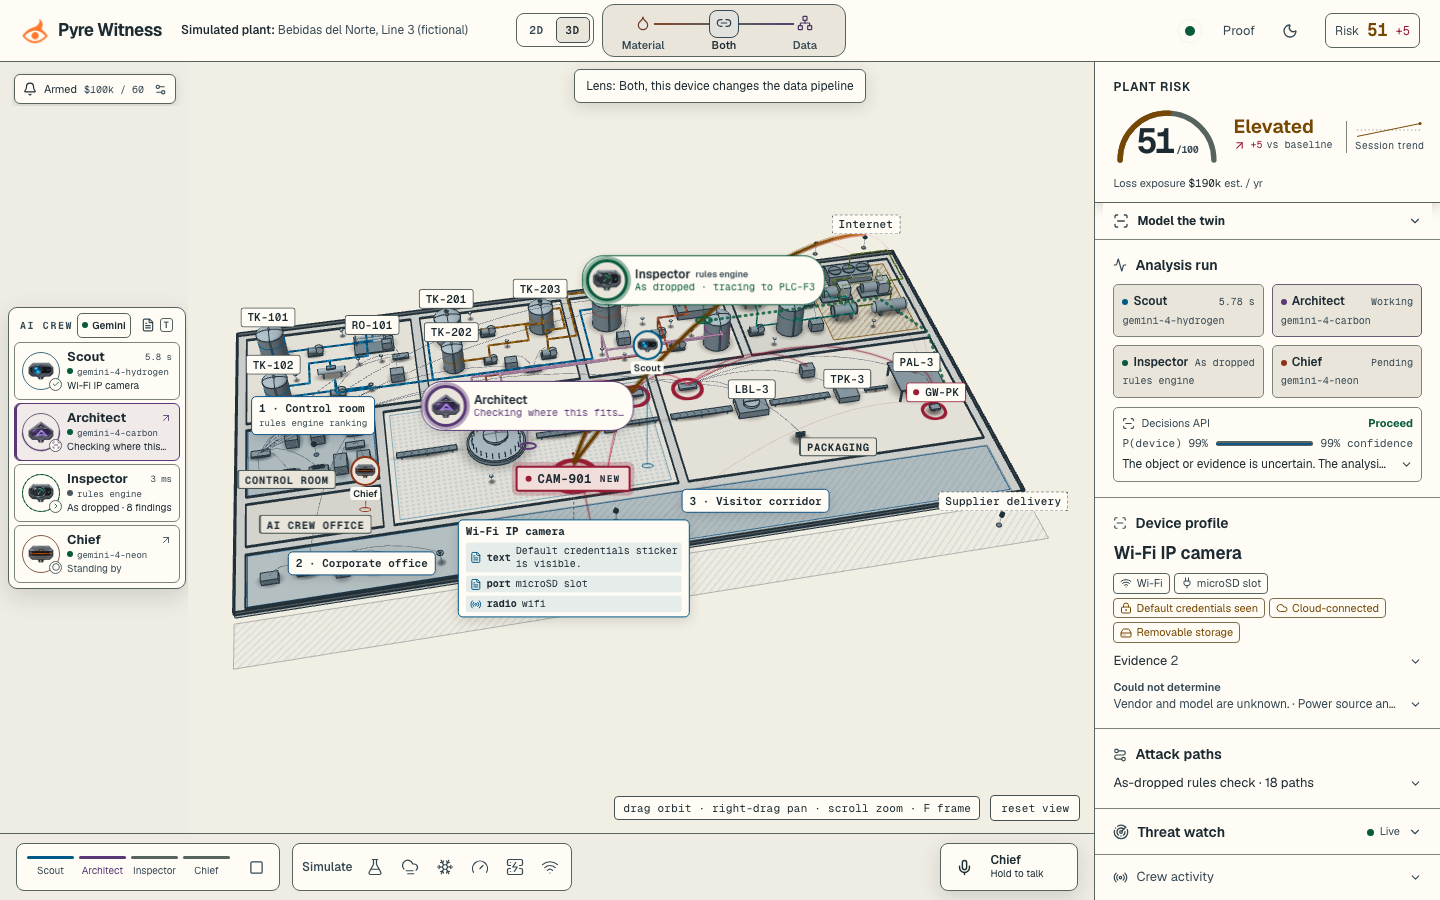 Pyre Witness
Simulated plant: Bebidas del Norte, Line 3 (fictional)
2D 3D
Material Both Data
Proof
Risk 51 +5
Armed $100k / 60
Lens: Both, this device changes the data pipeline
AI CREW Gemini T
Scout 5.8 s
gemini-4-hydrogen
Wi-Fi IP camera
Architect
gemini-4-carbon
Checking where this…
Inspector 3 ms
rules engine
As dropped · 8 findings
Chief
gemini-4-neon
Standing by
Internet
Inspector rules engine
As dropped · tracing to PLC-F3
TK-101
TK-201
TK-203
RO-101
TK-202
TK-102
Scout
PAL-3
TPK-3
LBL-3
GW-PK
Architect
Checking where this fits…
1 · Control room
rules engine ranking
PACKAGING
CONTROL ROOM
Chief
CAM-901 NEW
3 · Visitor corridor
Supplier delivery
AI CREW OFFICE
2 · Corporate office
Wi-Fi IP camera
text Default credentials sticker
is visible.
port microSD slot
radio wifi
drag orbit · right-drag pan · scroll zoom · F frame
reset view
Scout Architect Inspector Chief
Simulate
Chief
Hold to talk
PLANT RISK
51/100
Elevated
+5 vs baseline
Session trend
Loss exposure $190k est. / yr
Model the twin
Analysis run
Scout 5.78 s
gemini-4-hydrogen
Architect Working
gemini-4-carbon
Inspector As dropped
rules engine
Chief Pending
gemini-4-neon
Decisions API Proceed
P(device) 99% 99% confidence
The object or evidence is uncertain. The analysi…
Device profile
Wi-Fi IP camera
Wi-Fi microSD slot
Default credentials seen Cloud-connected
Removable storage
Evidence 2
Could not determine
Vendor and model are unknown. · Power source an…
Attack paths
As-dropped rules check · 18 paths
Threat watch Live
Crew activity